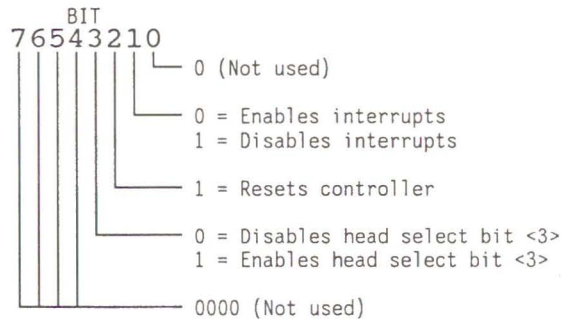 BIT
76543210
0 (Not used)
0 = Enables interrupts
1 = Disables interrupts
1 = Resets controller
0 = Disables head select bit <3>
1 = Enables head select bit <3>
0000 (Not used)